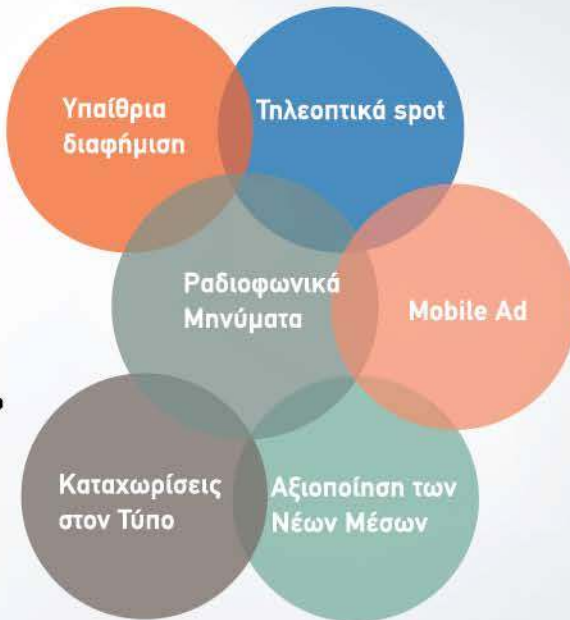 Υπαίθρια
διαφήμιση
Τηλεοπτικά spot
Ραδιοφωνικά
Μηνύματα
Mobile Ad
Καταχωρίσεις
στον Τύπο
Αξιοποίηση των
Νέων Μέσων